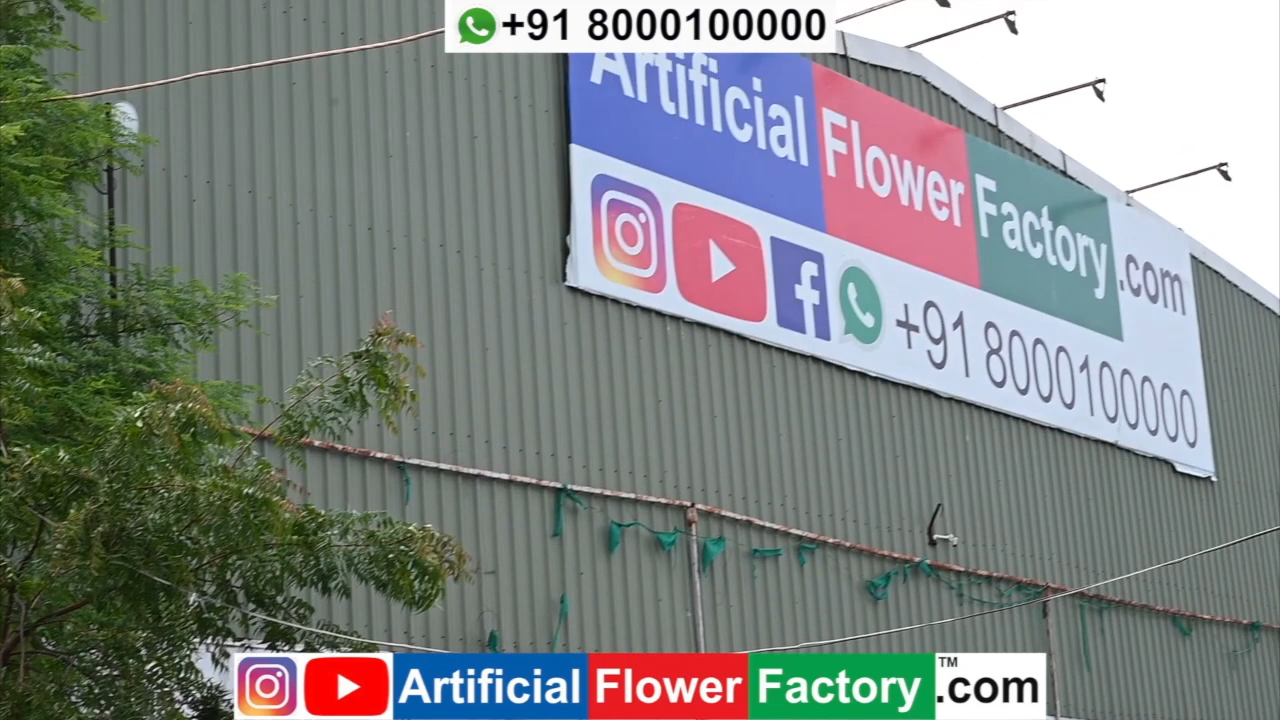 +91 8000100000
Artificial Flower Factory.com
+91 8000100000
Artificial Flower Factory.com™